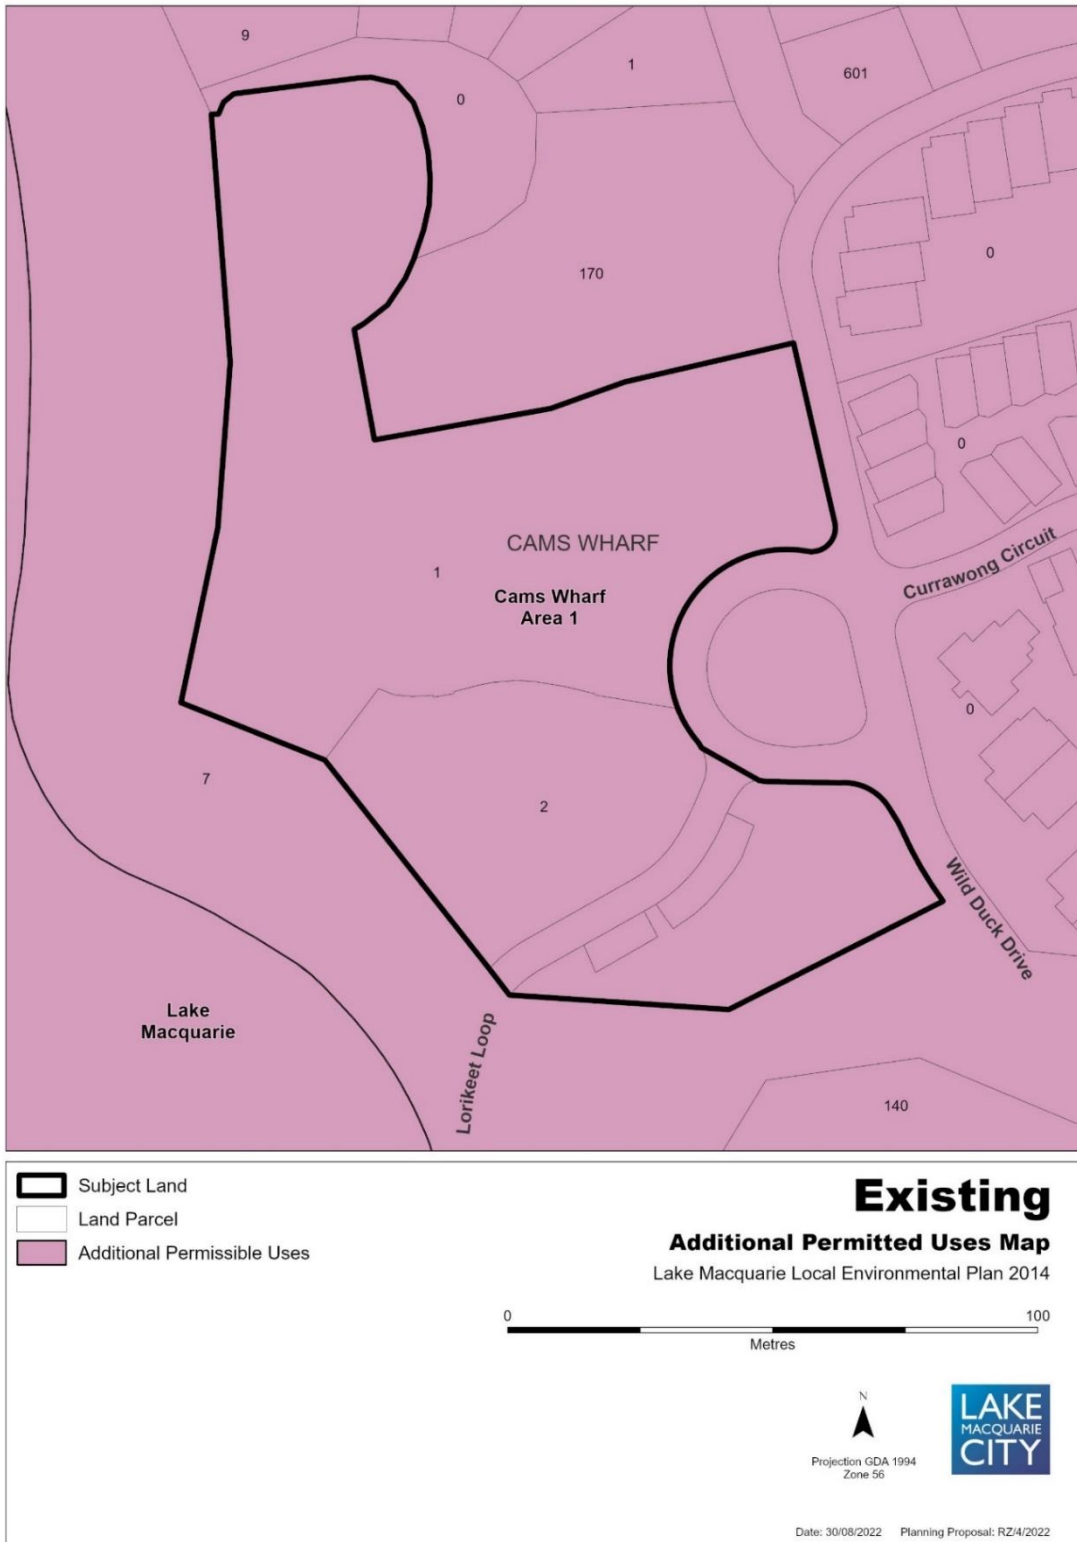 9
1
601
0
170
0
0
CAMS WHARF
1
Cams Wharf
Area 1
Currawong Circuit
0
7
2
Wild Duck Drive
Lake
Macquarie
Lorikeet Loop
140
Subject Land
Land Parcel
Additional Permissible Uses
Existing
Additional Permitted Uses Map
Lake Macquarie Local Environmental Plan 2014
0 100
Metres
N
Projection GDA 1994
Zone 56
LAKE
MACQUARIE
CITY
Date: 30/08/2022 Planning Proposal: RZ/4/2022